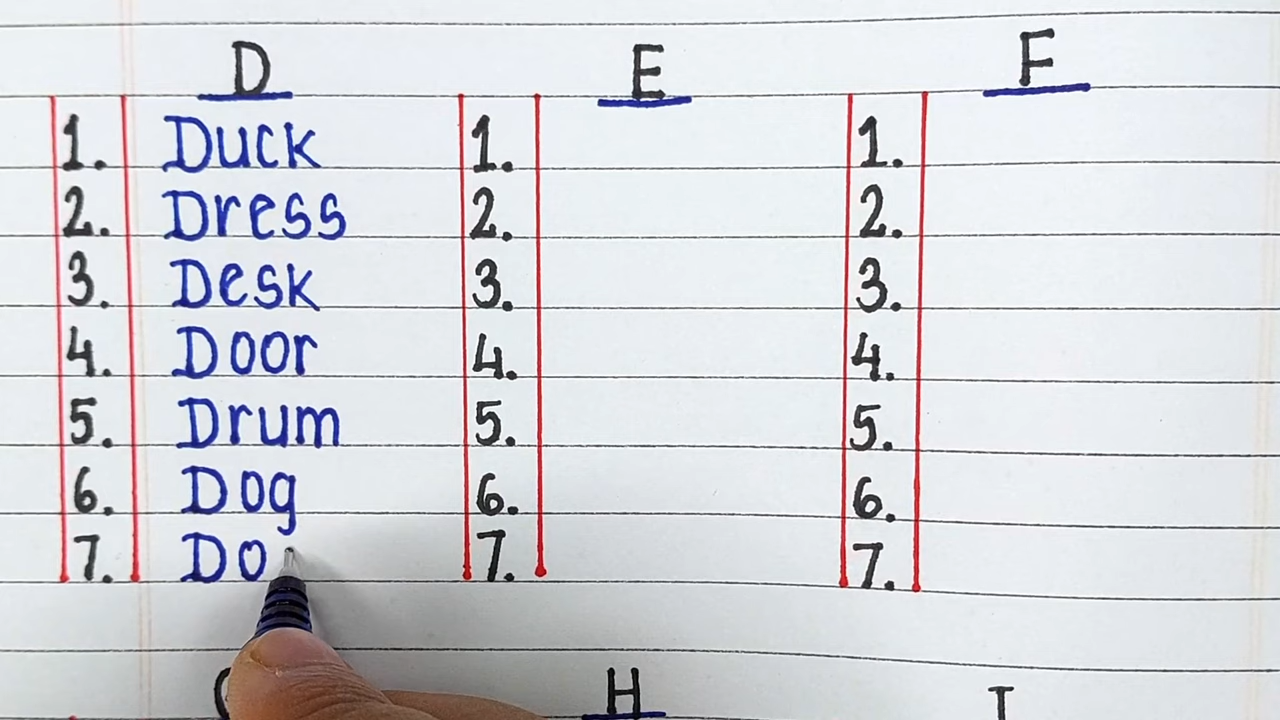 D E F
1. Duck 1. 1.
2. Dress 2. 2.
3. Desk 3. 3.
4. Door 4. 4.
5. Drum 5. 5.
6. Dog 6. 6.
7. Do 7. 7.
H